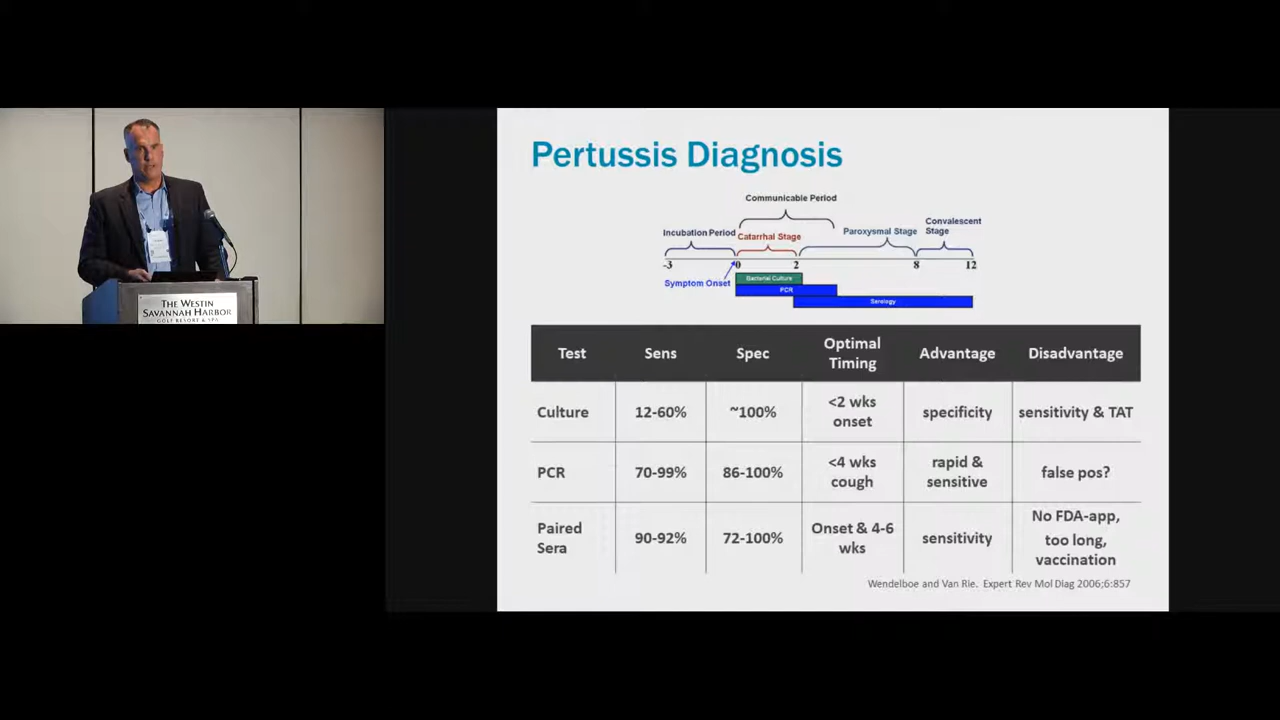 THE WESTIN
SAVANNAH HARBOR
GOLF RESORT & SPA
Pertussis Diagnosis
Communicable Period
Incubation Period
Catarrhal Stage
Paroxysmal Stage
Convalescent
Stage
-3
0
2
8
12
Symptom Onset
Bacterial Culture
PCR
Serology
Test Sens Spec Optimal Timing Advantage Disadvantage
Culture 12-60% ~100% <2 wks onset specificity sensitivity & TAT
PCR 70-99% 86-100% <4 wks cough rapid & sensitive false pos?
Paired Sera 90-92% 72-100% Onset & 4-6 wks sensitivity No FDA-app, too long, vaccination
Wendelboe and Van Rie. Expert Rev Mol Diag 2006;6:857